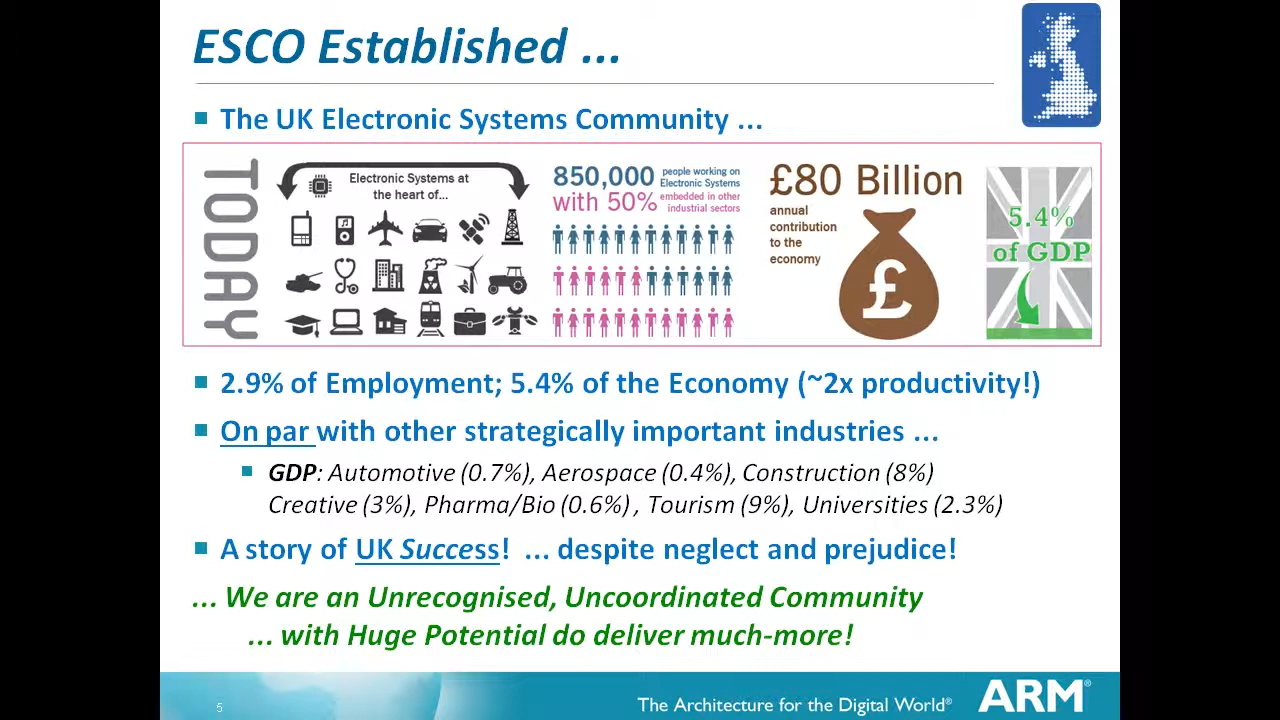 ESCO Established ...
▪ The UK Electronic Systems Community ...
TODAY
Electronic Systems at
the heart of...
850,000 people working on
Electronic Systems
with 50% embedded in other
industrial sectors
£80 Billion
annual
contribution
to the
economy
£
5.4%
of GDP
▪ 2.9% of Employment; 5.4% of the Economy (~2x productivity!)
▪ On par with other strategically important industries ...
▪ GDP: Automotive (0.7%), Aerospace (0.4%), Construction (8%)
Creative (3%), Pharma/Bio (0.6%) , Tourism (9%), Universities (2.3%)
▪ A story of UK Success! ... despite neglect and prejudice!
... We are an Unrecognised, Uncoordinated Community
... with Huge Potential do deliver much-more!
5
The Architecture for the Digital World® ARM®